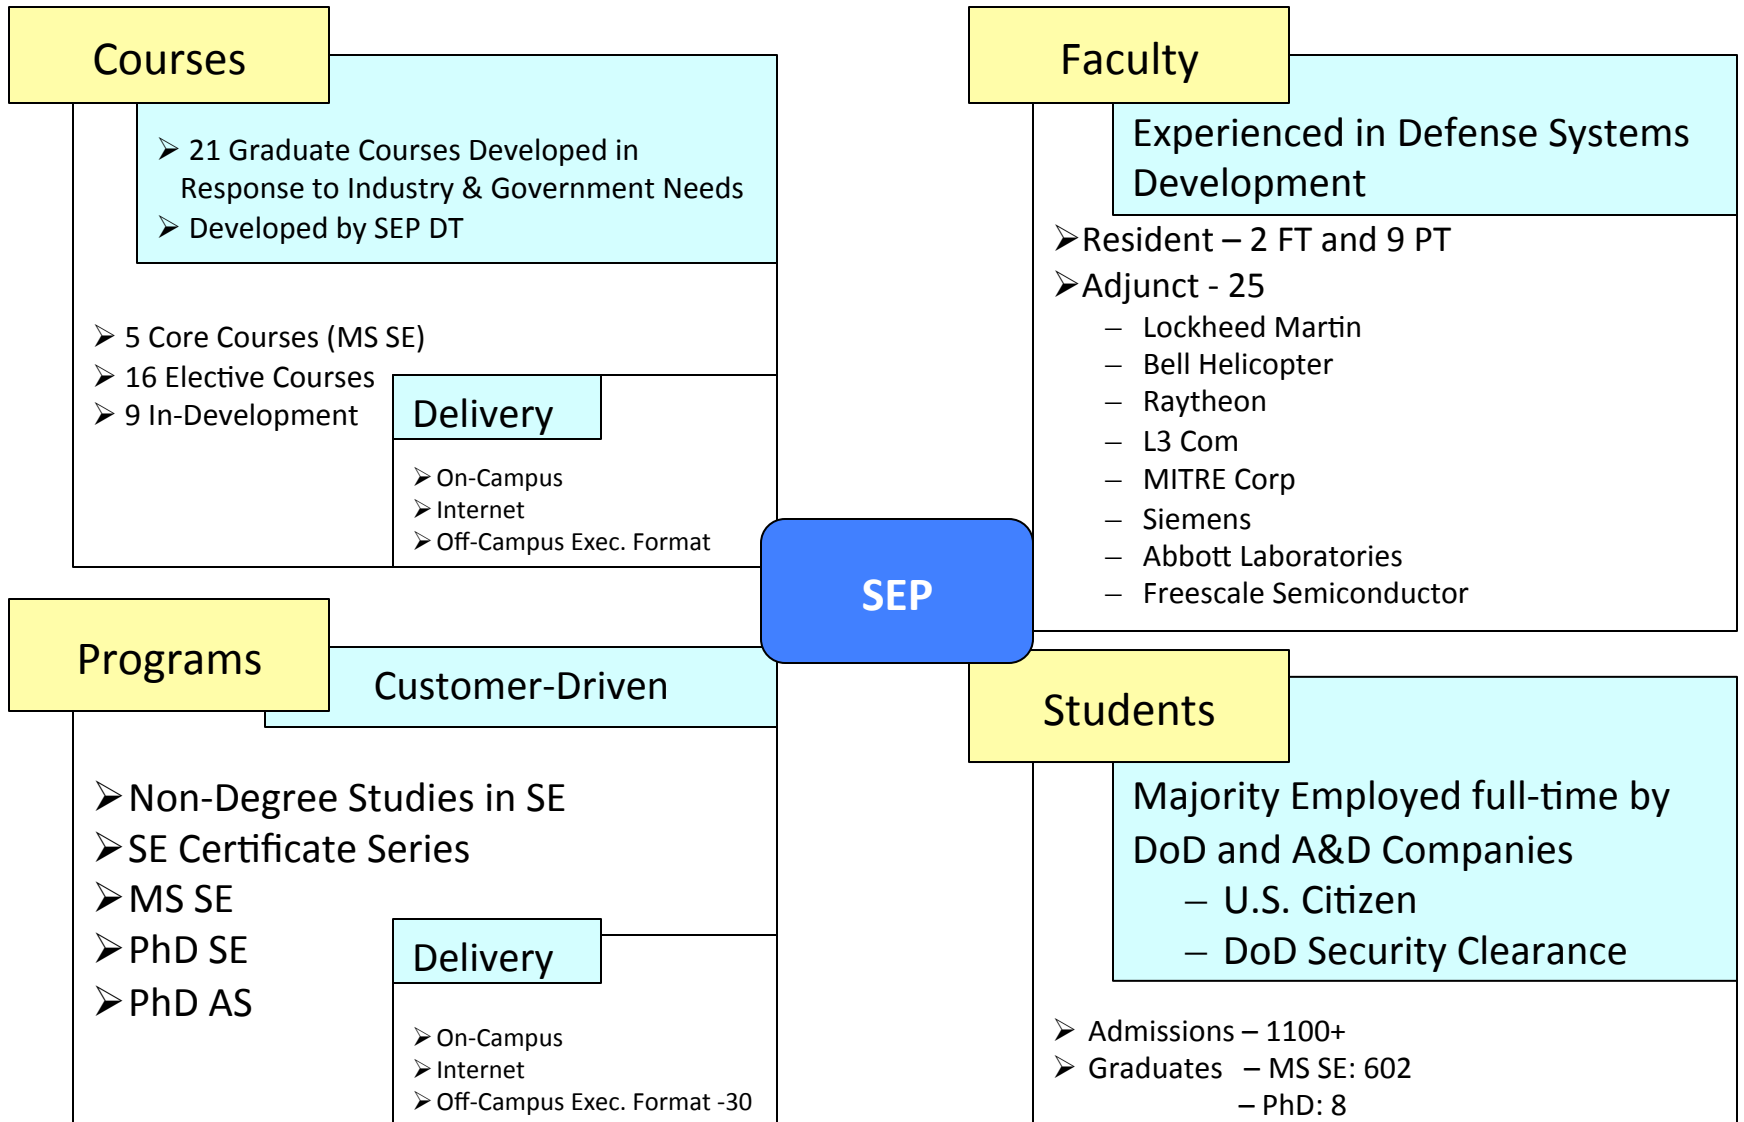 Courses
➢ 21 Graduate Courses Developed in
Response to Industry & Government Needs
➢ Developed by SEP DT
➢ 5 Core Courses (MS SE)
➢ 16 Elective Courses
➢ 9 In-Development
Delivery
➢ On-Campus
➢ Internet
➢ Off-Campus Exec. Format
Faculty
Experienced in Defense Systems
Development
➢Resident – 2 FT and 9 PT
➢Adjunct - 25
– Lockheed Martin
– Bell Helicopter
– Raytheon
– L3 Com
– MITRE Corp
– Siemens
– Abbott Laboratories
– Freescale Semiconductor
SEP
Programs
Customer-Driven
➢Non-Degree Studies in SE
➢SE Certificate Series
➢MS SE
➢PhD SE
➢PhD AS
Delivery
➢ On-Campus
➢ Internet
➢ Off-Campus Exec. Format -30
Students
Majority Employed full-time by
DoD and A&D Companies
– U.S. Citizen
– DoD Security Clearance
➢ Admissions – 1100+
➢ Graduates – MS SE: 602
– PhD: 8